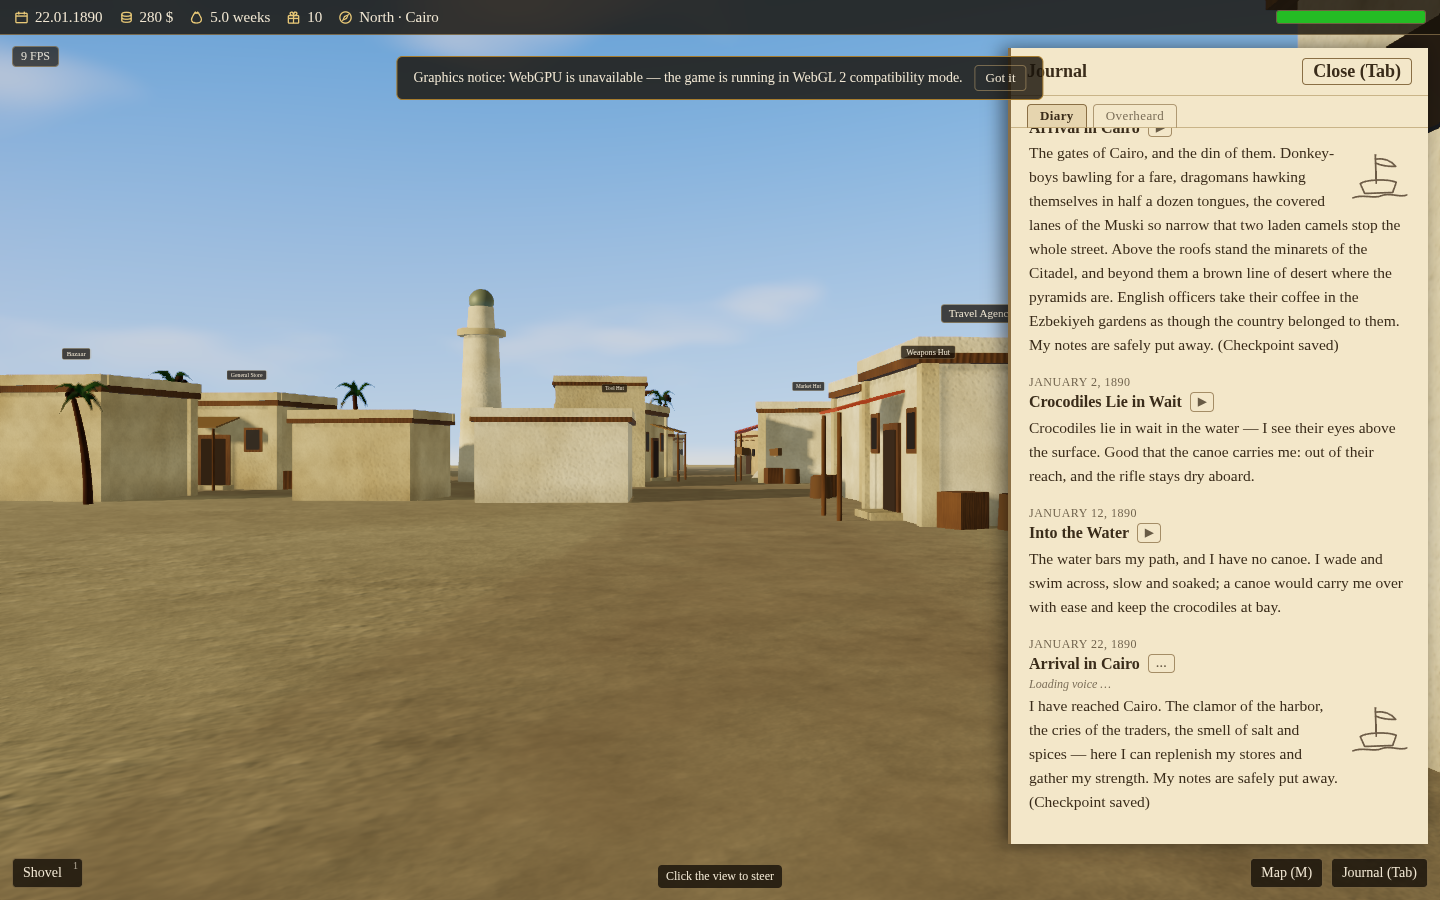 22.01.1890 280 $ 5.0 weeks 10 North · Cairo
9 FPS
Graphics notice: WebGPU is unavailable — the game is running in WebGL 2 compatibility mode. Got it
Journal Close (Tab)
Diary Overheard
Arrival in Cairo
The gates of Cairo, and the din of them. Donkey-
boys bawling for a fare, dragomans hawking
themselves in half a dozen tongues, the covered
lanes of the Muski so narrow that two laden camels stop the
whole street. Above the roofs stand the minarets of the
Citadel, and beyond them a brown line of desert where the
pyramids are. English officers take their coffee in the
Ezbekiyeh gardens as though the country belonged to them.
My notes are safely put away. (Checkpoint saved)
JANUARY 2, 1890
Crocodiles Lie in Wait
Crocodiles lie in wait in the water — I see their eyes above
the surface. Good that the canoe carries me: out of their
reach, and the rifle stays dry aboard.
JANUARY 12, 1890
Into the Water
The water bars my path, and I have no canoe. I wade and
swim across, slow and soaked; a canoe would carry me over
with ease and keep the crocodiles at bay.
JANUARY 22, 1890
Arrival in Cairo ...
Loading voice …
I have reached Cairo. The clamor of the harbor,
the cries of the traders, the smell of salt and
spices — here I can replenish my stores and
gather my strength. My notes are safely put away.
(Checkpoint saved)
Travel Agenc
Weapons Hut
Bazaar
General Store
Tool Hut
Market Hut
Shovel 1
Click the view to steer
Map (M) Journal (Tab)